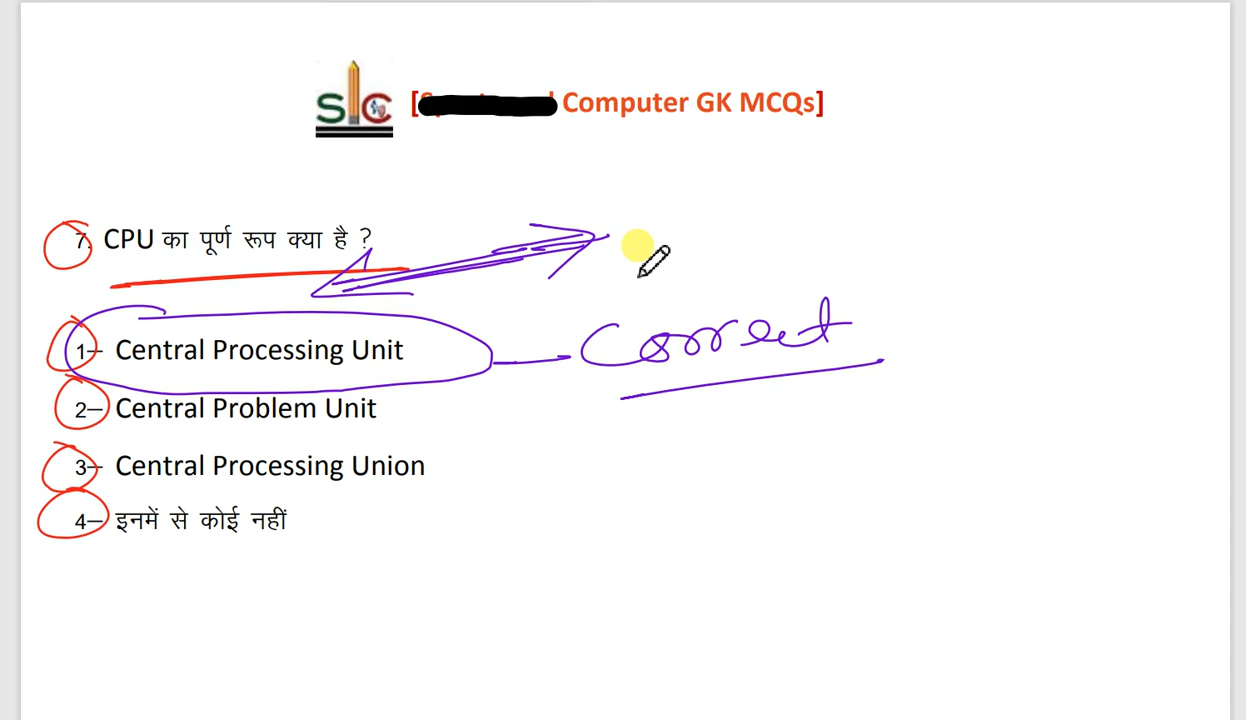 SC
[ Computer GK MCQs]
7. CPU का पूर्ण रूप क्या है ?
1– Central Processing Unit
Correct
2– Central Problem Unit
3– Central Processing Union
4– इनमें से कोई नहीं